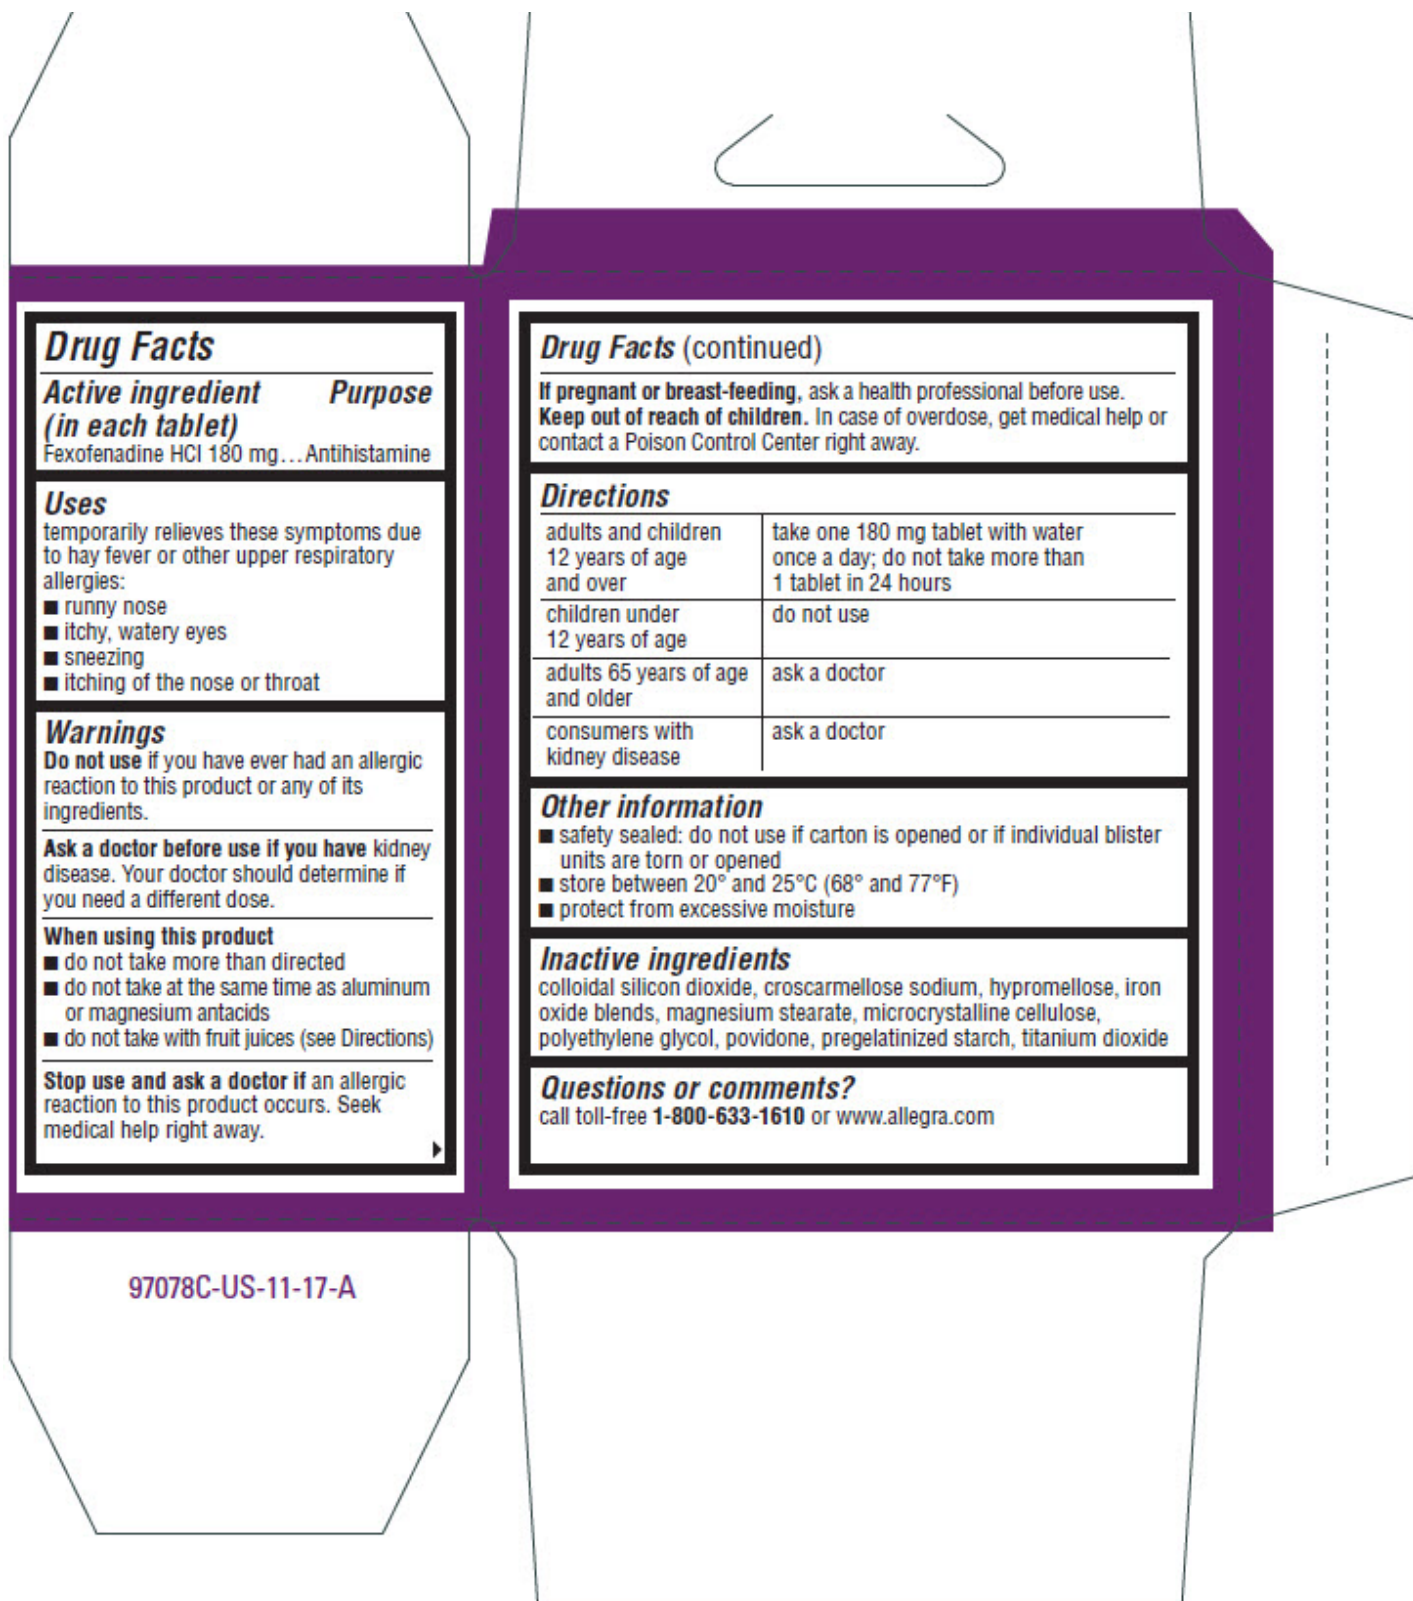 Drug Facts
Active ingredient Purpose
(in each tablet)
Fexofenadine HCl 180 mg...Antihistamine
Uses
temporarily relieves these symptoms due
to hay fever or other upper respiratory
allergies:
■ runny nose
■ itchy, watery eyes
■ sneezing
■ itching of the nose or throat
Warnings
Do not use if you have ever had an allergic
reaction to this product or any of its
ingredients.
Ask a doctor before use if you have kidney
disease. Your doctor should determine if
you need a different dose.
When using this product
■ do not take more than directed
■ do not take at the same time as aluminum
or magnesium antacids
■ do not take with fruit juices (see Directions)
Stop use and ask a doctor if an allergic
reaction to this product occurs. Seek
medical help right away.
Drug Facts (continued)
If pregnant or breast-feeding, ask a health professional before use.
Keep out of reach of children. In case of overdose, get medical help or
contact a Poison Control Center right away.
Directions
adults and children take one 180 mg tablet with water
12 years of age once a day; do not take more than
and over 1 tablet in 24 hours
children under do not use
12 years of age
adults 65 years of age ask a doctor
and older
consumers with ask a doctor
kidney disease
Other information
■ safety sealed: do not use if carton is opened or if individual blister
units are torn or opened
■ store between 20° and 25°C (68° and 77°F)
■ protect from excessive moisture
Inactive ingredients
colloidal silicon dioxide, croscarmellose sodium, hypromellose, iron
oxide blends, magnesium stearate, microcrystalline cellulose,
polyethylene glycol, povidone, pregelatinized starch, titanium dioxide
Questions or comments?
call toll-free 1-800-633-1610 or www.allegra.com
97078C-US-11-17-A